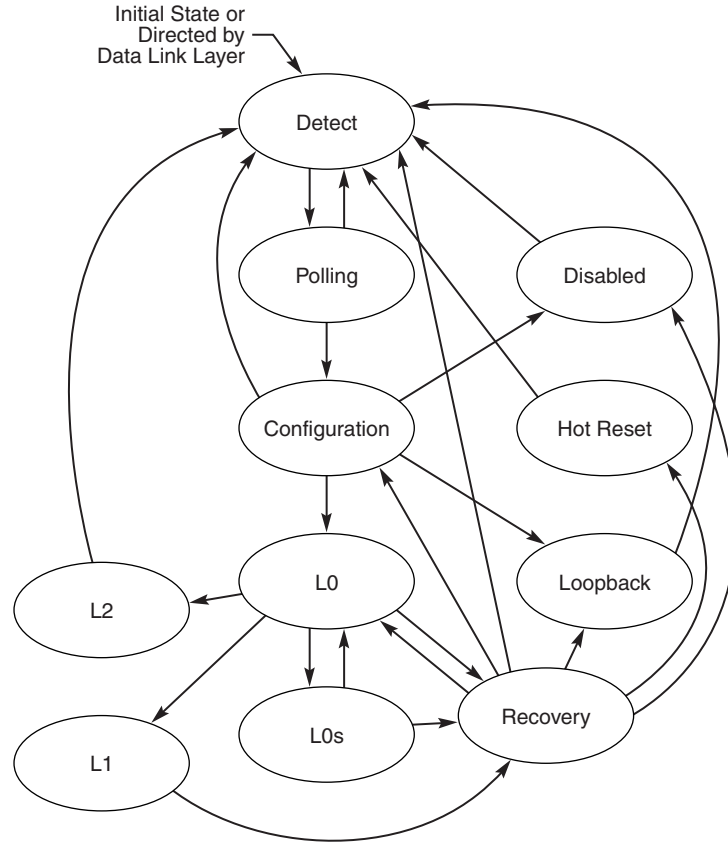 Initial State or
Directed by
Data Link Layer
Detect
Polling
Disabled
Configuration
Hot Reset
L0
Loopback
L2
Recovery
L0s
L1